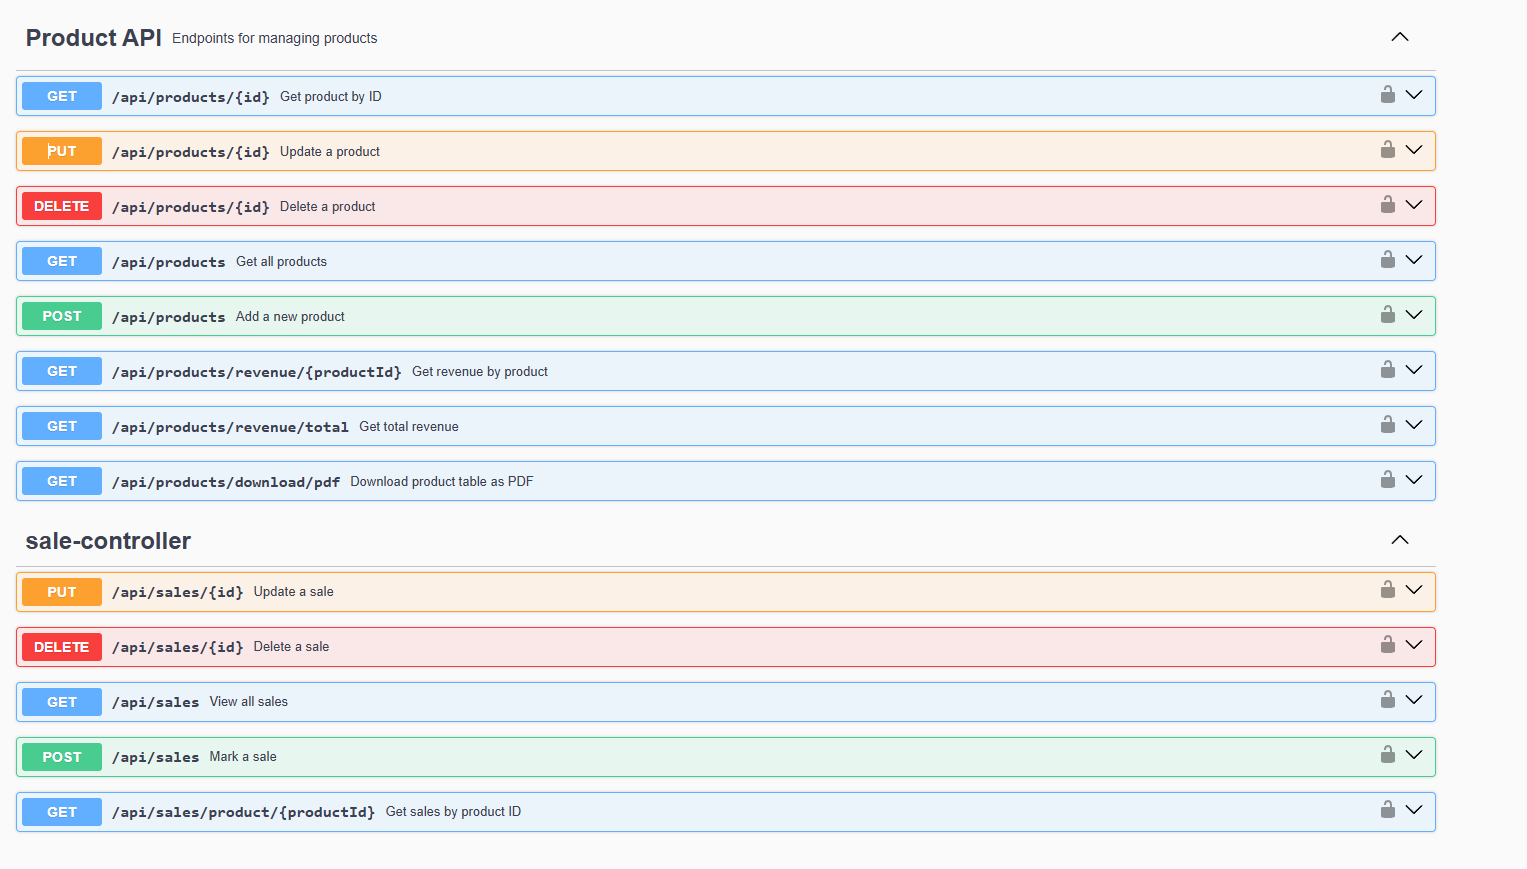 Product API Endpoints for managing products
GET /api/products/{id} Get product by ID
PUT /api/products/{id} Update a product
DELETE /api/products/{id} Delete a product
GET /api/products Get all products
POST /api/products Add a new product
GET /api/products/revenue/{productId} Get revenue by product
GET /api/products/revenue/total Get total revenue
GET /api/products/download/pdf Download product table as PDF
sale-controller
PUT /api/sales/{id} Update a sale
DELETE /api/sales/{id} Delete a sale
GET /api/sales View all sales
POST /api/sales Mark a sale
GET /api/sales/product/{productId} Get sales by product ID